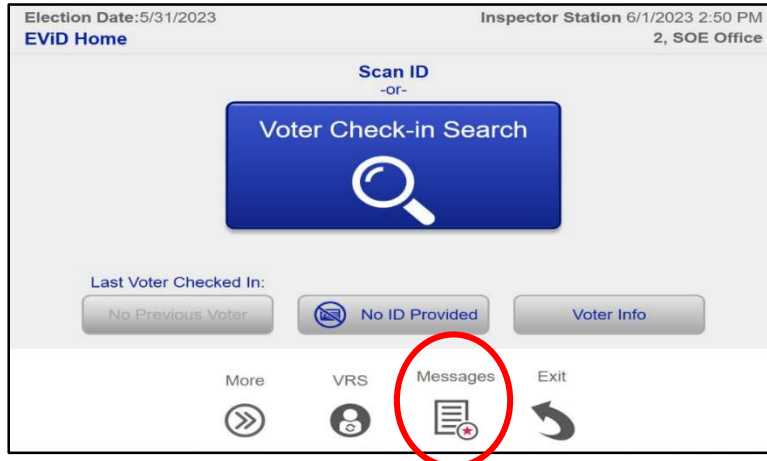 Election Date:5/31/2023
Inspector Station 6/1/2023 2:50 PM
EViD Home
2, SOE Office
Scan ID
-or-
Voter Check-in Search
Last Voter Checked In:
No Previous Voter
No ID Provided
Voter Info
More
VRS
Messages
Exit